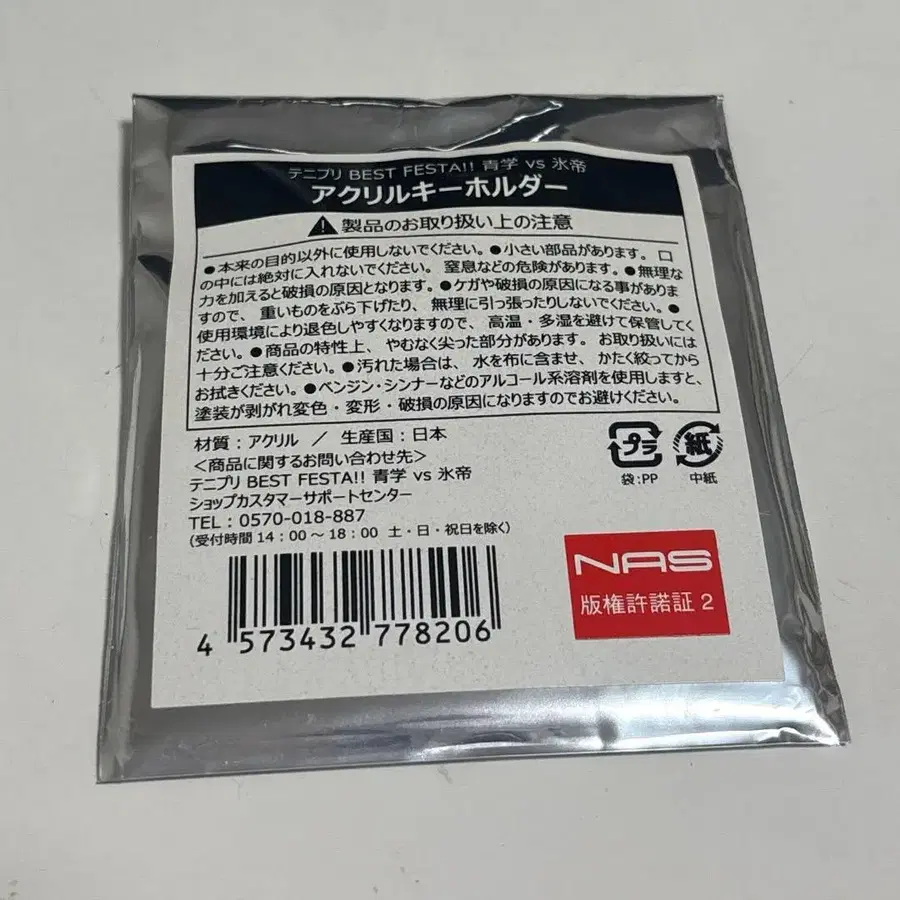 テニプリ BEST FESTA!! 青学 vs 氷帝
アクリルキーホルダー
製品のお取り扱い上の注意
●本来の目的以外に使用しないでください。●小さい部品があります。口
の中には絶対に入れないでください。窒息などの危険があります。●無理な
力を加えると破損の原因となります。●ケガや破損の原因になる事がありま
すので、重いものをぶら下げたり、無理に引っ張ったりしないでください。●
使用環境により退色しやすくなりますので、高温・多湿を避けて保管してく
ださい。●商品の特性上、やむなく尖った部分があります。お取り扱いには
十分ご注意ください。●汚れた場合は、水を布に含ませ、かたく絞ってから
お拭きください。●ベンジン・シンナーなどのアルコール系溶剤を使用しますと、
塗装が剥がれ変色・変形・破損の原因になりますのでお避けください。
材質：アクリル ／ 生産国：日本
＜商品に関するお問い合わせ先＞
テニプリ BEST FESTA!! 青学 vs 氷帝
ショップカスタマーサポートセンター
TEL：0570-018-887
（受付時間 14：00～18：00 土・日・祝日を除く）
プラ
袋:PP
紙
中紙
NAS
版権許諾証 2
4 573432 778206